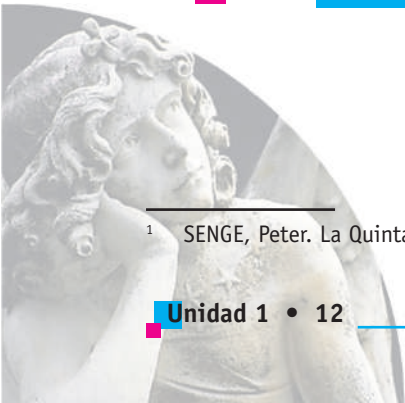 1 SENGE, Peter. La Quinta
Unidad 1 • 12